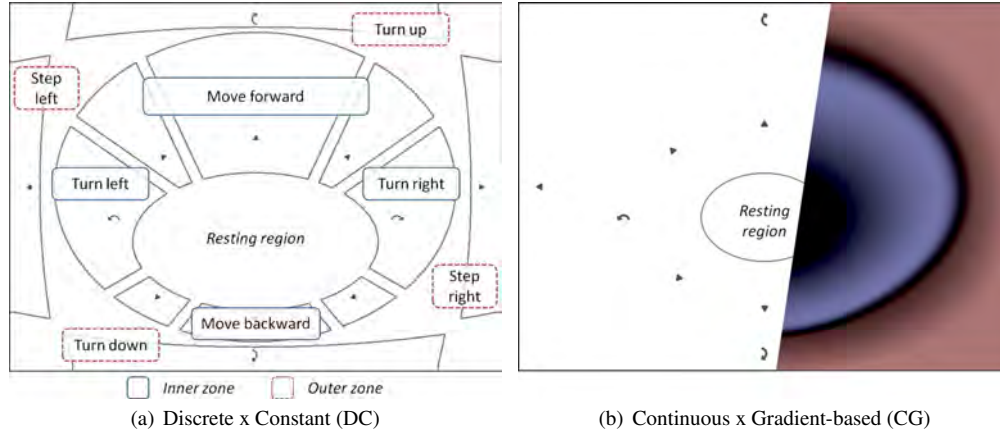 Turn up
Step
left
Move forward
Turn left
Turn right
Resting region
Step
right
Move backward
Turn down
Inner zone
Outer zone
(a) Discrete x Constant (DC)
Resting
region
(b) Continuous x Gradient-based (CG)